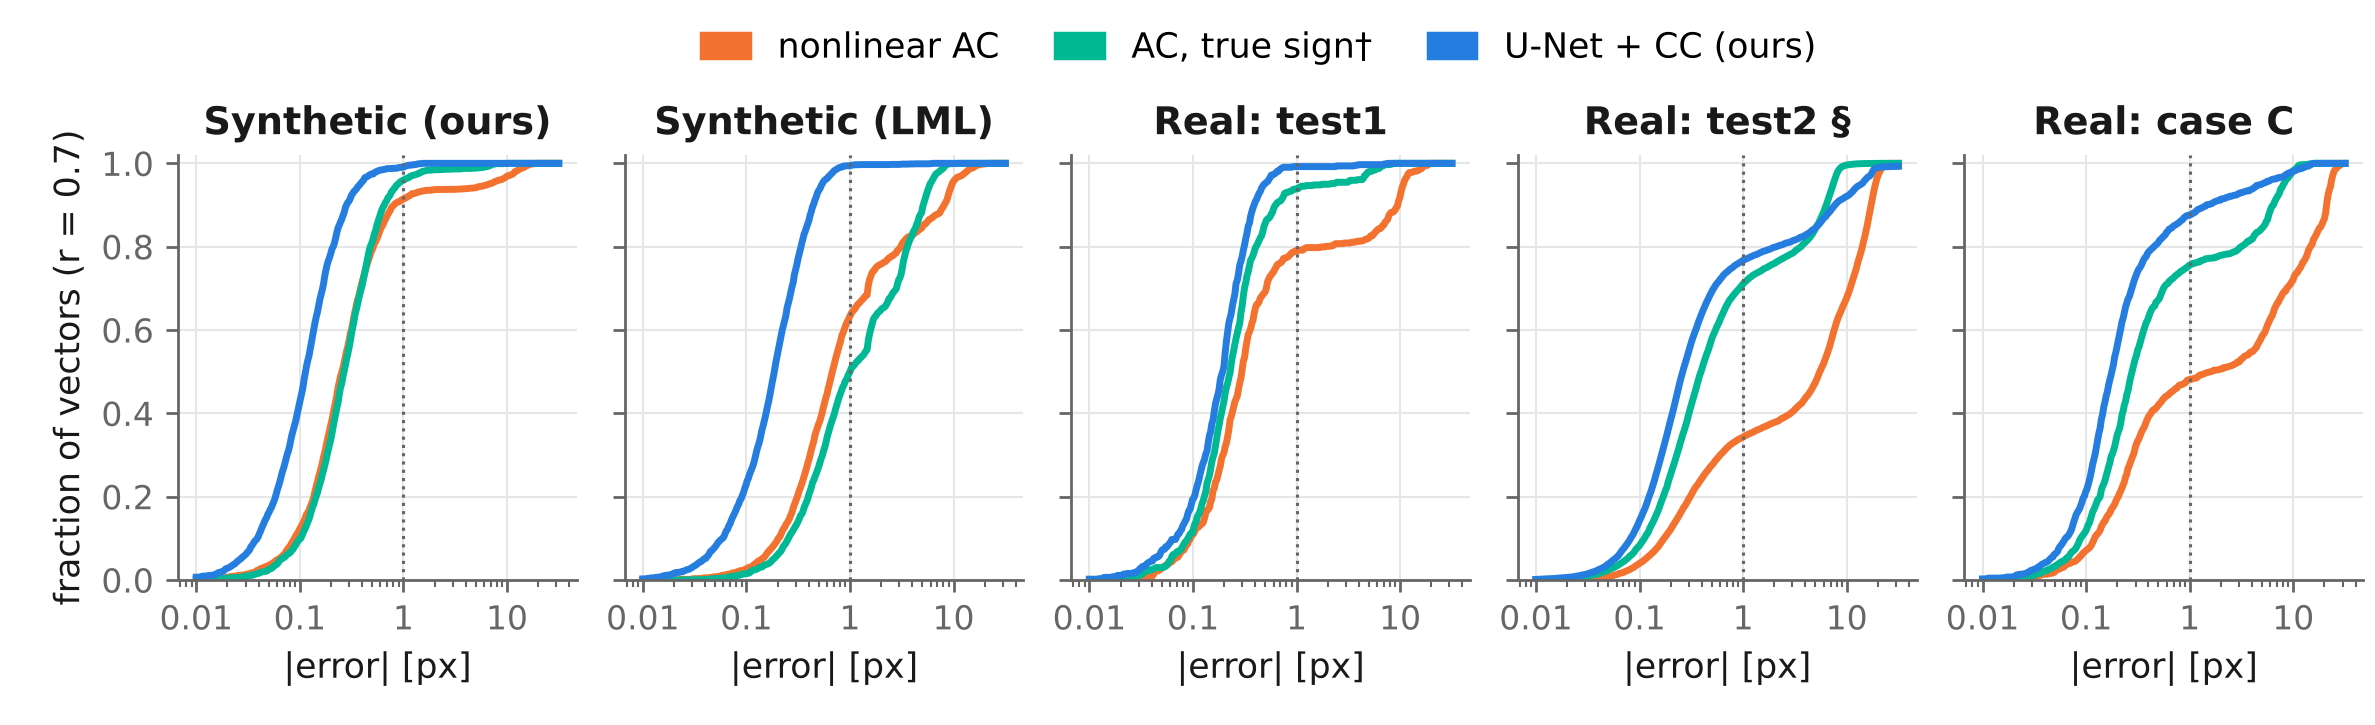 nonlinear AC AC, true sign† U-Net + CC (ours)
Synthetic (ours) Synthetic (LML) Real: test1 Real: test2 § Real: case C
fraction of vectors (r = 0.7)
1.0
0.8
0.6
0.4
0.2
0.0
0.01 0.1 1 10 0.01 0.1 1 10 0.01 0.1 1 10 0.01 0.1 1 10 0.01 0.1 1 10
|error| [px] |error| [px] |error| [px] |error| [px] |error| [px]